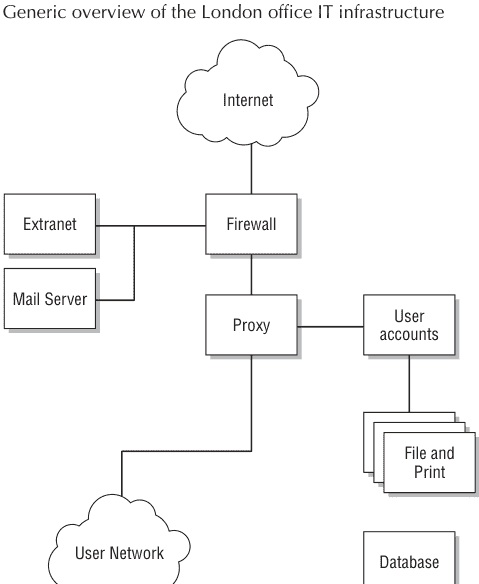 Generic overview of the London office IT infrastructure
Internet
Extranet
Firewall
Mail Server
Proxy
User
accounts
File and
Print
User Network
Database